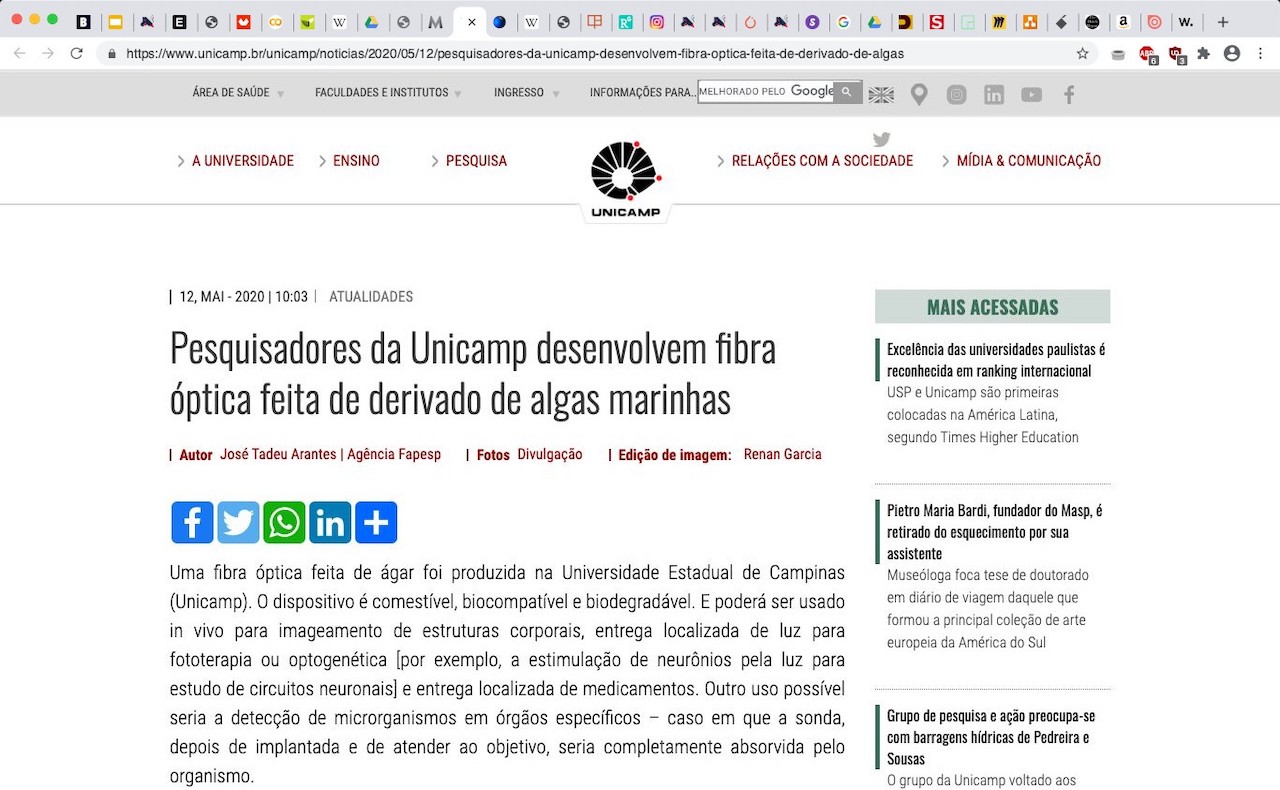 https://www.unicamp.br/unicamp/noticias/2020/05/12/pesquisadores-da-unicamp-desenvolvem-fibra-optica-feita-de-derivado-de-algas
ÁREA DE SAÚDE
FACULDADES E INSTITUTOS
INGRESSO
INFORMAÇÕES PARA..
MELHORADO PELO Google
A UNIVERSIDADE
ENSINO
PESQUISA
UNICAMP
RELAÇÕES COM A SOCIEDADE
MÍDIA & COMUNICAÇÃO
12, MAI - 2020 | 10:03 | ATUALIDADES
Pesquisadores da Unicamp desenvolvem fibra
óptica feita de derivado de algas marinhas
Autor José Tadeu Arantes | Agência Fapesp
Fotos Divulgação
Edição de imagem: Renan Garcia
Uma fibra óptica feita de ágar foi produzida na Universidade Estadual de Campinas
(Unicamp). O dispositivo é comestível, biocompatível e biodegradável. E poderá ser usado
in vivo para imageamento de estruturas corporais, entrega localizada de luz para
fototerapia ou optogenética [por exemplo, a estimulação de neurônios pela luz para
estudo de circuitos neuronais] e entrega localizada de medicamentos. Outro uso possível
seria a detecção de microrganismos em órgãos específicos – caso em que a sonda,
depois de implantada e de atender ao objetivo, seria completamente absorvida pelo
organismo.
MAIS ACESSADAS
Excelência das universidades paulistas é
reconhecida em ranking internacional
USP e Unicamp são primeiras
colocadas na América Latina,
segundo Times Higher Education
Pietro Maria Bardi, fundador do Masp, é
retirado do esquecimento por sua
assistente
Museóloga foca tese de doutorado
em diário de viagem daquele que
formou a principal coleção de arte
europeia da América do Sul
Grupo de pesquisa e ação preocupa-se
com barragens hídricas de Pedreira e
Sousas
O grupo da Unicamp voltado aos